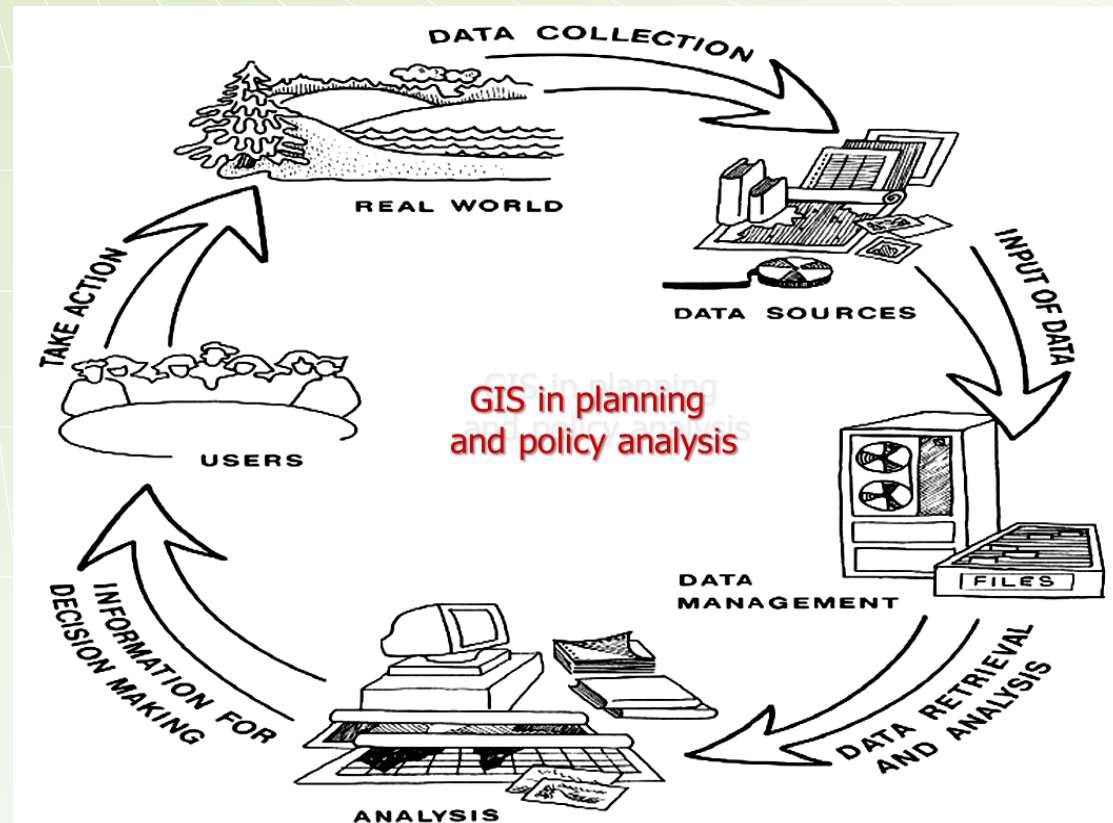 DATA COLLECTION
REAL WORLD
DATA SOURCES
INPUT OF DATA
TAKE ACTION
GIS in planning
and policy analysis
USERS
DATA
MANAGEMENT
FILES
DATA RETRIEVAL
AND ANALYSIS
INFORMATION FOR
DECISION MAKING
ANALYSIS